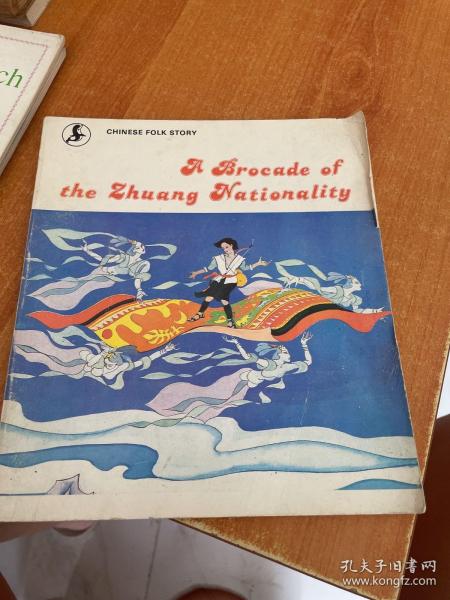 ch
CHINESE FOLK STORY
A Brocade of
the Zhuang Nationality
孔夫子旧书网
www.kongfz.com